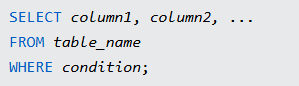 SELECT column1, column2, ...
FROM table_name
WHERE condition;